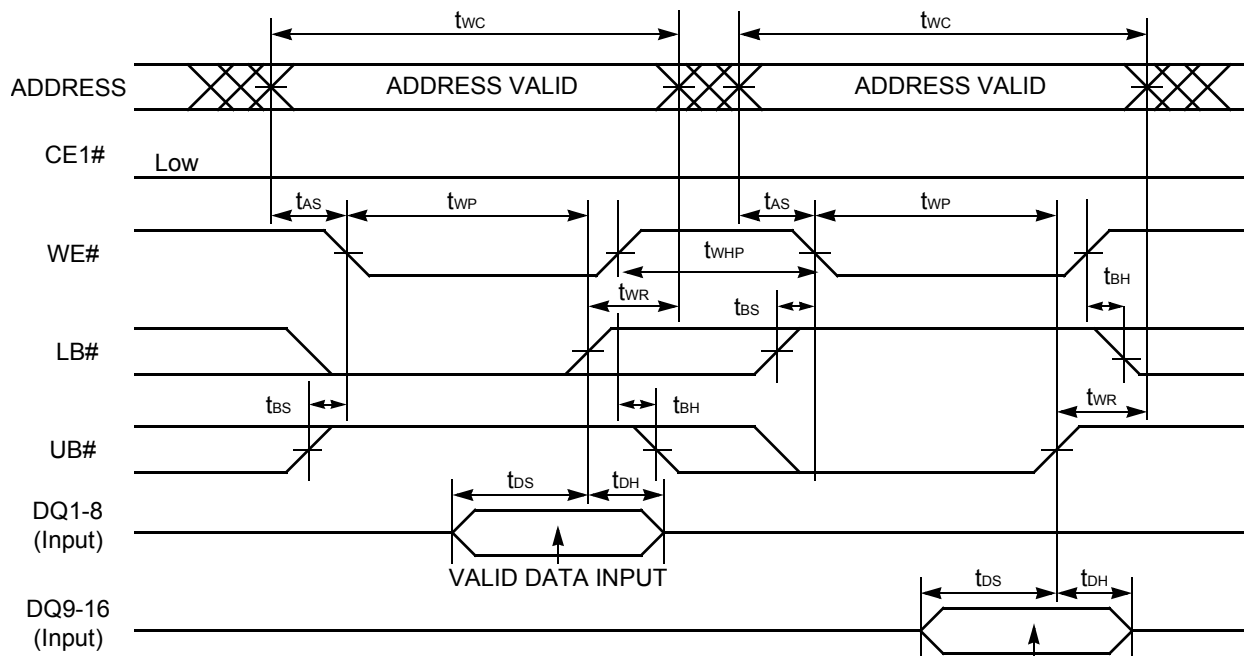 tWC tWC
ADDRESS ADDRESS VALID ADDRESS VALID
CE1# Low
tAS tWP tAS tWP
WE#
tWHP
tWR tBS tBH
LB#
tBS tBH tWR
UB#
tDS tDH
DQ1-8
(Input)
VALID DATA INPUT
tDS tDH
DQ9-16
(Input)